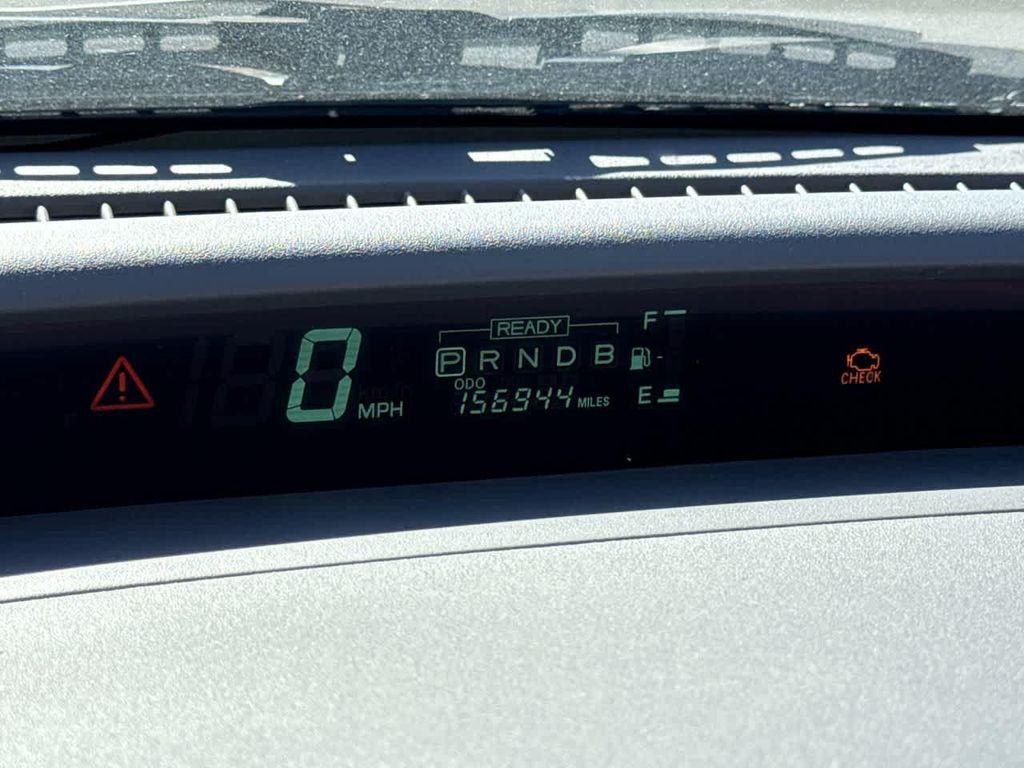 READY
F
P R N D B
ODO
0 MPH
156944 MILES
E
CHECK